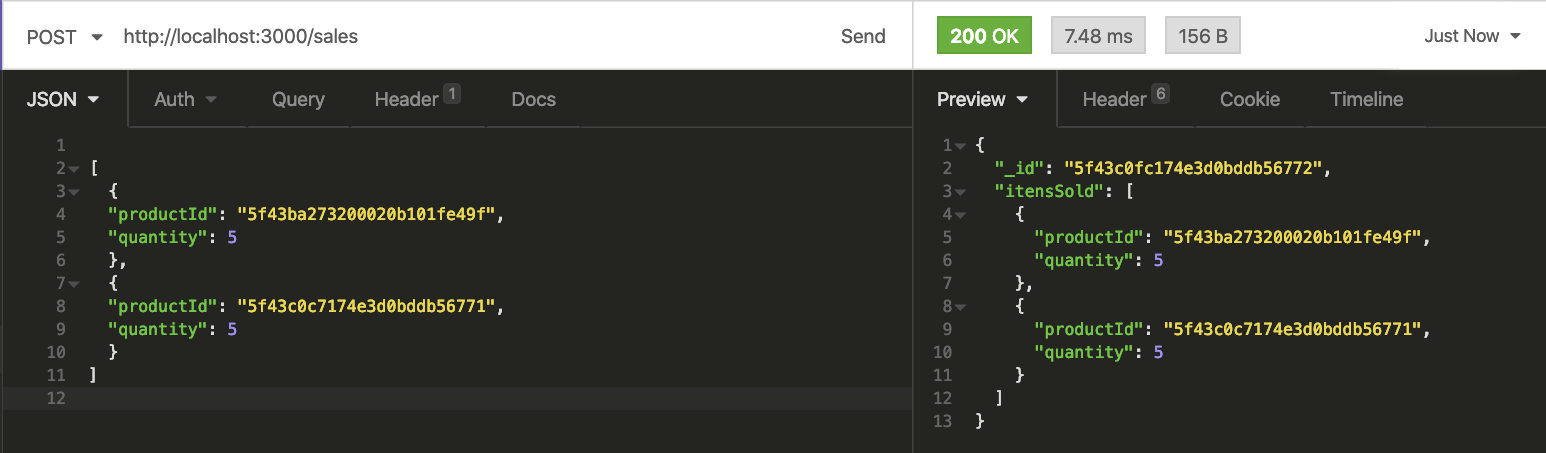 POST http://localhost:3000/sales Send 200 OK 7.48 ms 156 B Just Now
JSON Auth Query Header 1 Docs Preview Header 6 Cookie Timeline
1
2 [
3 {
4 "productId": "5f43ba273200020b101fe49f",
5 "quantity": 5
6 },
7 {
8 "productId": "5f43c0c7174e3d0bddb56771",
9 "quantity": 5
10 }
11 ]
12
1 {
2 "_id": "5f43c0fc174e3d0bddb56772",
3 "itensSold": [
4 {
5 "productId": "5f43ba273200020b101fe49f",
6 "quantity": 5
7 },
8 {
9 "productId": "5f43c0c7174e3d0bddb56771",
10 "quantity": 5
11 }
12 ]
13 }